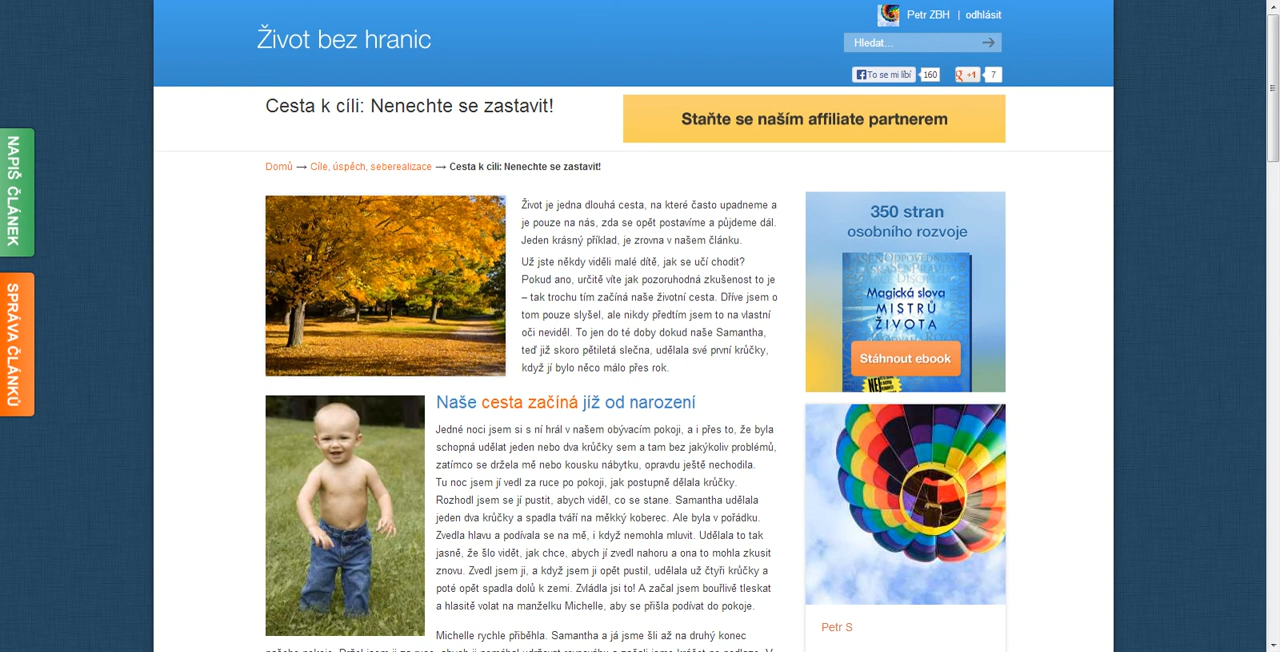 Petr ZBH | odhlásit
Život bez hranic
Hledat...
To se mi líbí 160
+1 7
Cesta k cíli: Nenechte se zastavit!
Staňte se naším affiliate partnerem
NAPIŠ ČLÁNEK
SPRÁVA ČLÁNKŮ
Domů → Cíle, úspěch, seberealizace → Cesta k cíli: Nenechte se zastavit!
Život je jedna dlouhá cesta, na které často upadneme a
je pouze na nás, zda se opět postavíme a půjdeme dál.
Jeden krásný příklad, je zrovna v našem článku.
Už jste někdy viděli malé dítě, jak se učí chodit?
Pokud ano, určitě víte jak pozoruhodná zkušenost to je
– tak trochu tím začíná naše životní cesta. Dříve jsem o
tom pouze slyšel, ale nikdy předtím jsem to na vlastní
oči neviděl. To jen do té doby dokud naše Samantha,
teď již skoro pětiletá slečna, udělala své první krůčky,
když jí bylo něco málo přes rok.
350 stran
osobního rozvoje
Magická slova
MISTRŮ
ŽIVOTA
Stáhnout ebook
Naše cesta začíná jíž od narození
Jedné noci jsem si s ní hrál v našem obývacím pokoji, a i přes to, že byla
schopná udělat jeden nebo dva krůčky sem a tam bez jakýkoliv problémů,
zatímco se držela mě nebo kousku nábytku, opravdu ještě nechodila.
Tu noc jsem jí vedl za ruce po pokoji, jak postupně dělala krůčky.
Rozhodl jsem se jí pustit, abych viděl, co se stane. Samantha udělala
jeden dva krůčky a spadla tváří na měkký koberec. Ale byla v pořádku.
Zvedla hlavu a podívala se na mě, i když nemohla mluvit. Udělala to tak
jasně, že šlo vidět, jak chce, abych jí zvedl nahoru a ona to mohla zkusit
znovu. Zvedl jsem ji, a když jsem ji opět pustil, udělala už čtyři krůčky a
poté opět spadla dolů k zemi. Zvládla jsi to! A začal jsem bouřlivě tleskat
a hlasitě volat na manželku Michelle, aby se přišla podívat do pokoje.
Michelle rychle přiběhla. Samantha a já jsme šli až na druhý konec
Petr S